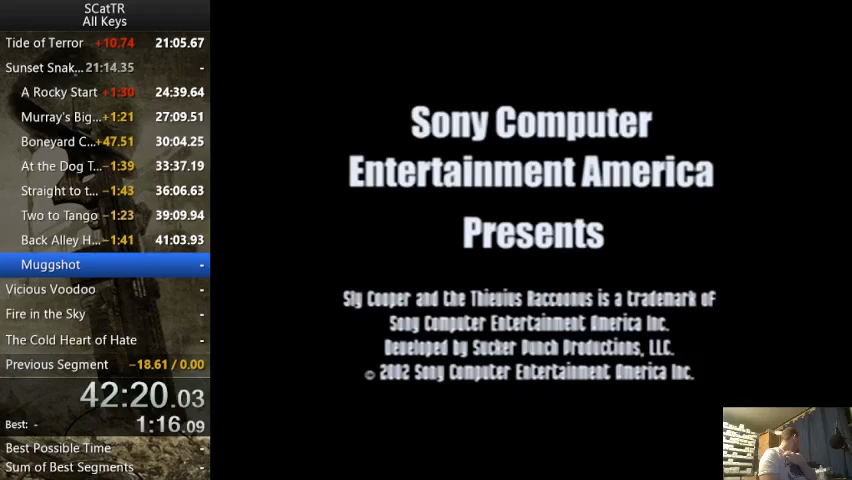 SCatTR
All Keys
Tide of Terror +10.74 21:05.67
Sunset Snak... 21:14.35 -
A Rocky Start +1:30 24:39.64
Murray's Big... +1:21 27:09.51
Boneyard C... +47.51 30:04.25
At the Dog T... −1:39 33:37.19
Straight to t... −1:43 36:06.63
Two to Tango −1:23 39:09.94
Back Alley H... −1:41 41:03.93
Muggshot -
Vicious Voodoo -
Fire in the Sky -
The Cold Heart of Hate -
Previous Segment −18.61 / 0.00
42:20.03
Best: - 1:16.09
Best Possible Time -
Sum of Best Segments -
Sony Computer
Entertainment America
Presents
Sly Cooper and the Thievius Raccoonus is a trademark of
Sony Computer Entertainment America Inc.
Developed by Sucker Punch Productions, LLC.
© 2002 Sony Computer Entertainment America Inc.